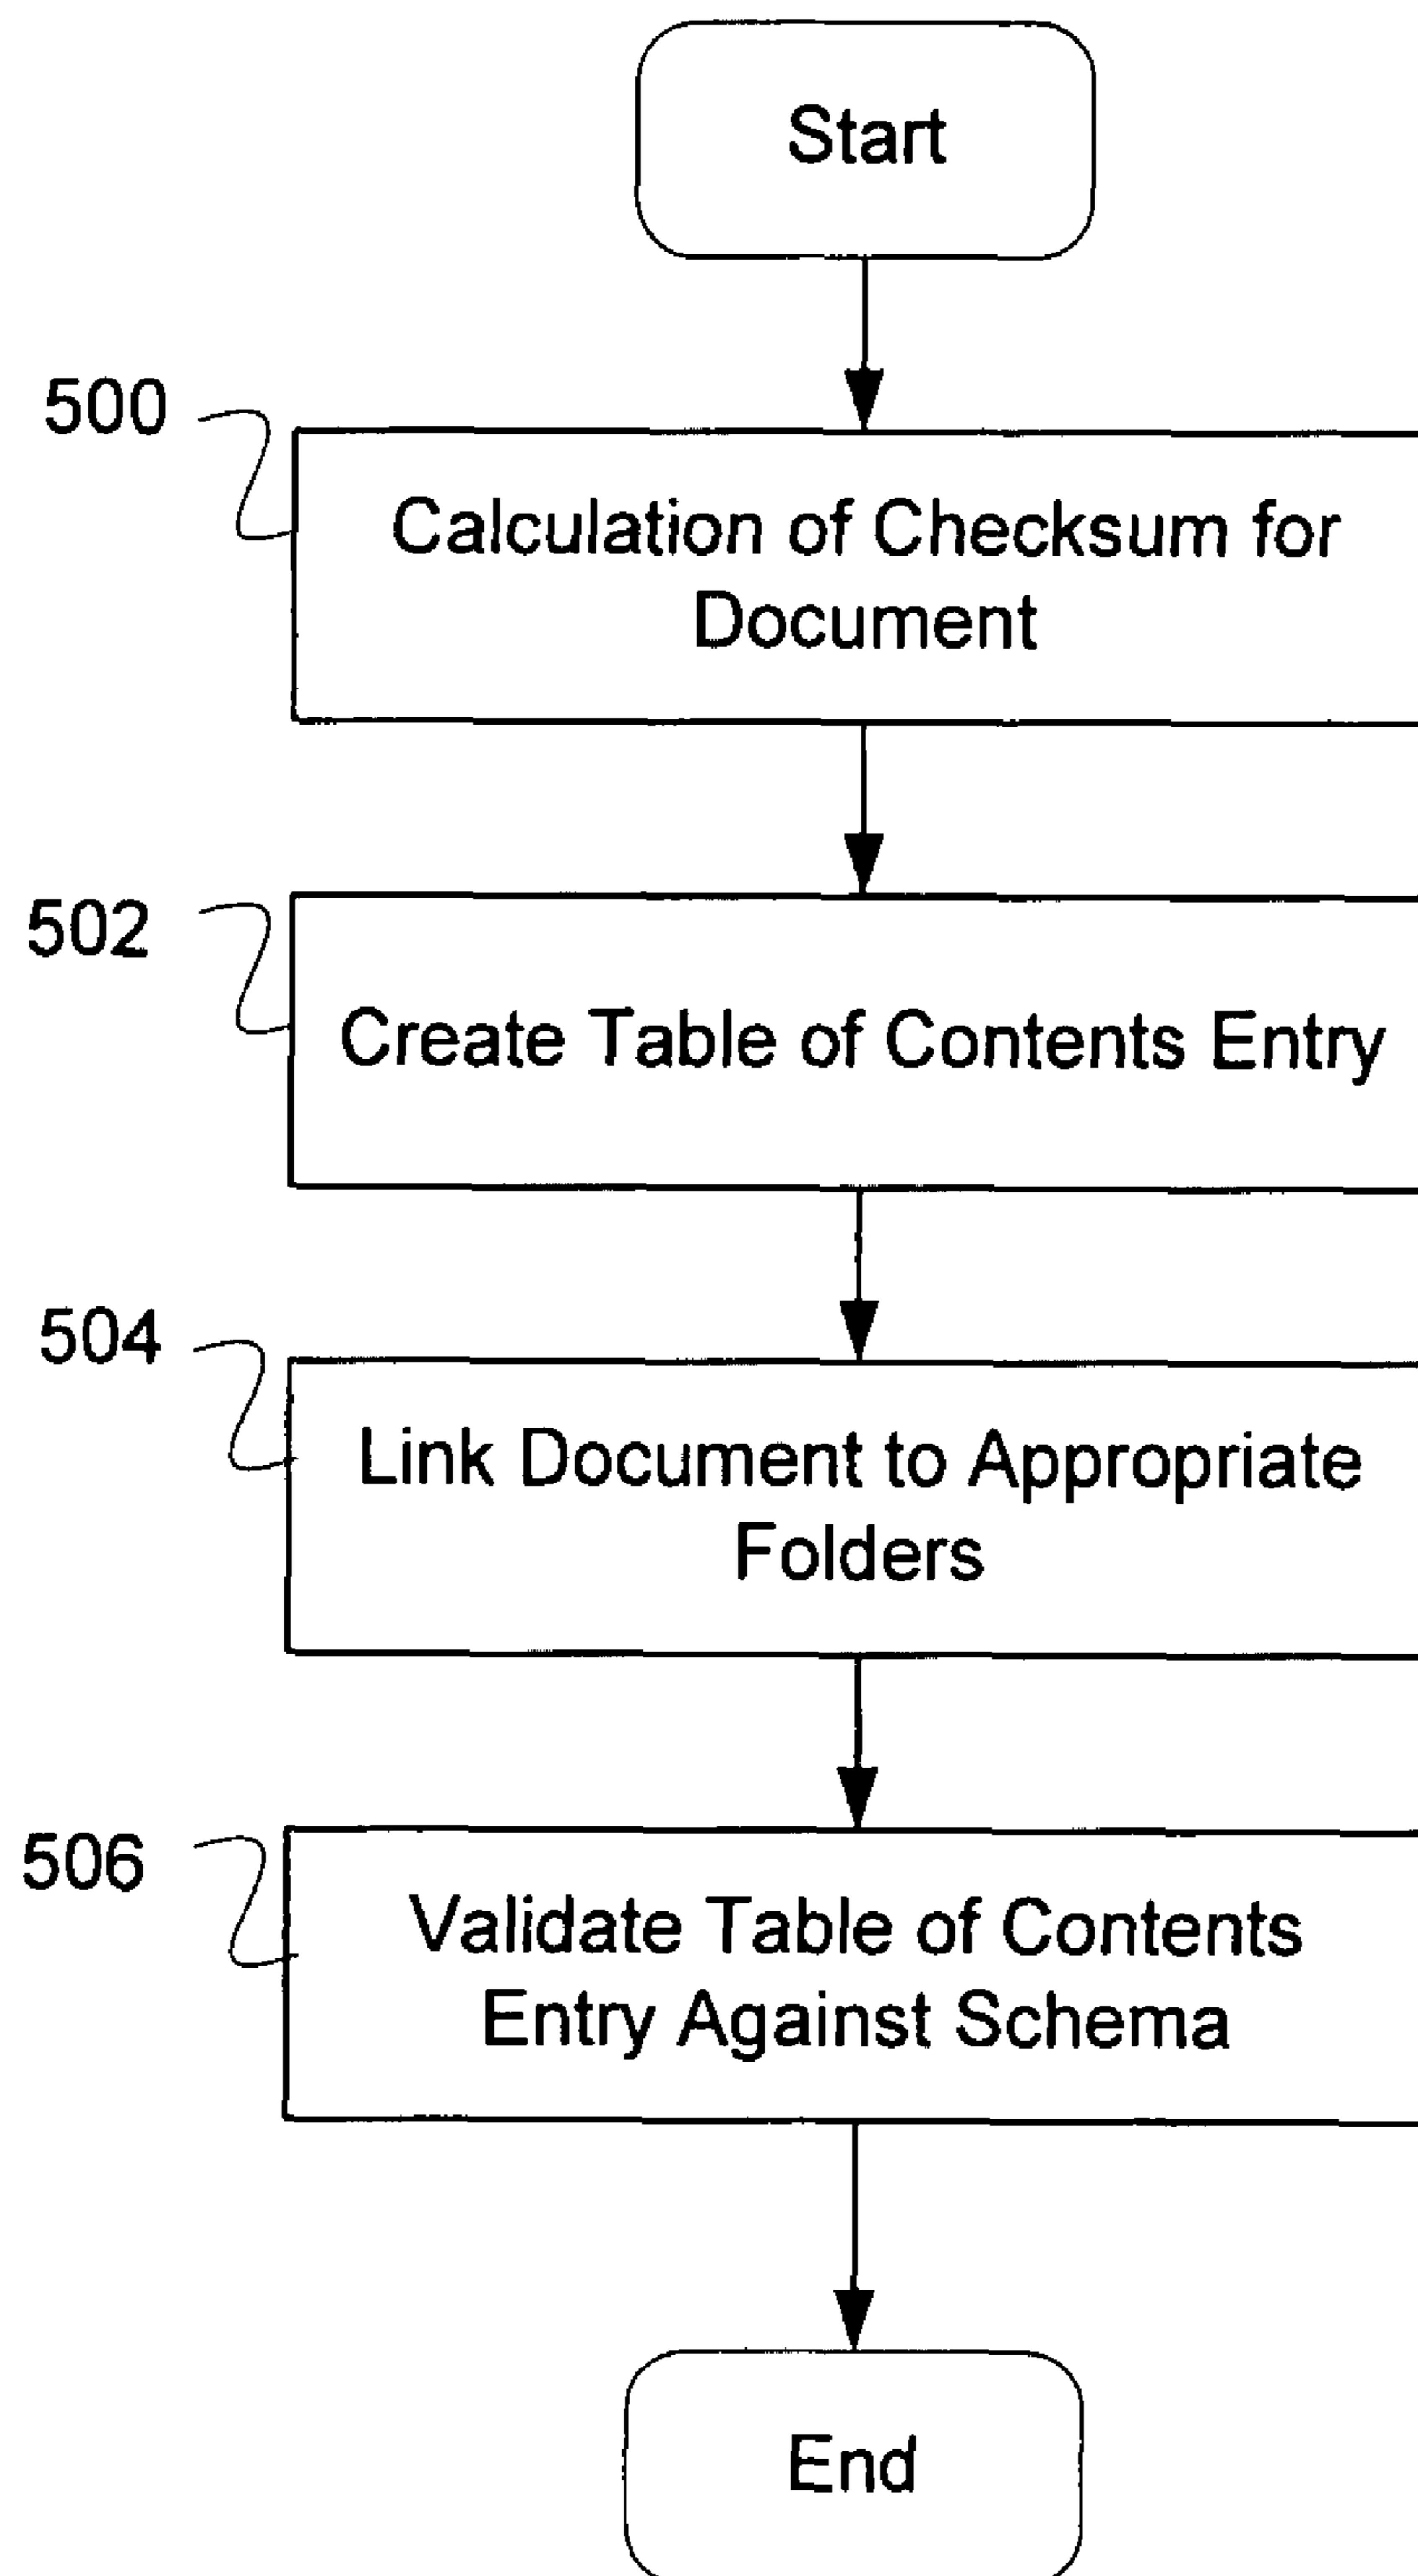 Start
500
Calculation of Checksum for
Document
502
Create Table of Contents Entry
504
Link Document to Appropriate
Folders
506
Validate Table of Contents
Entry Against Schema
End